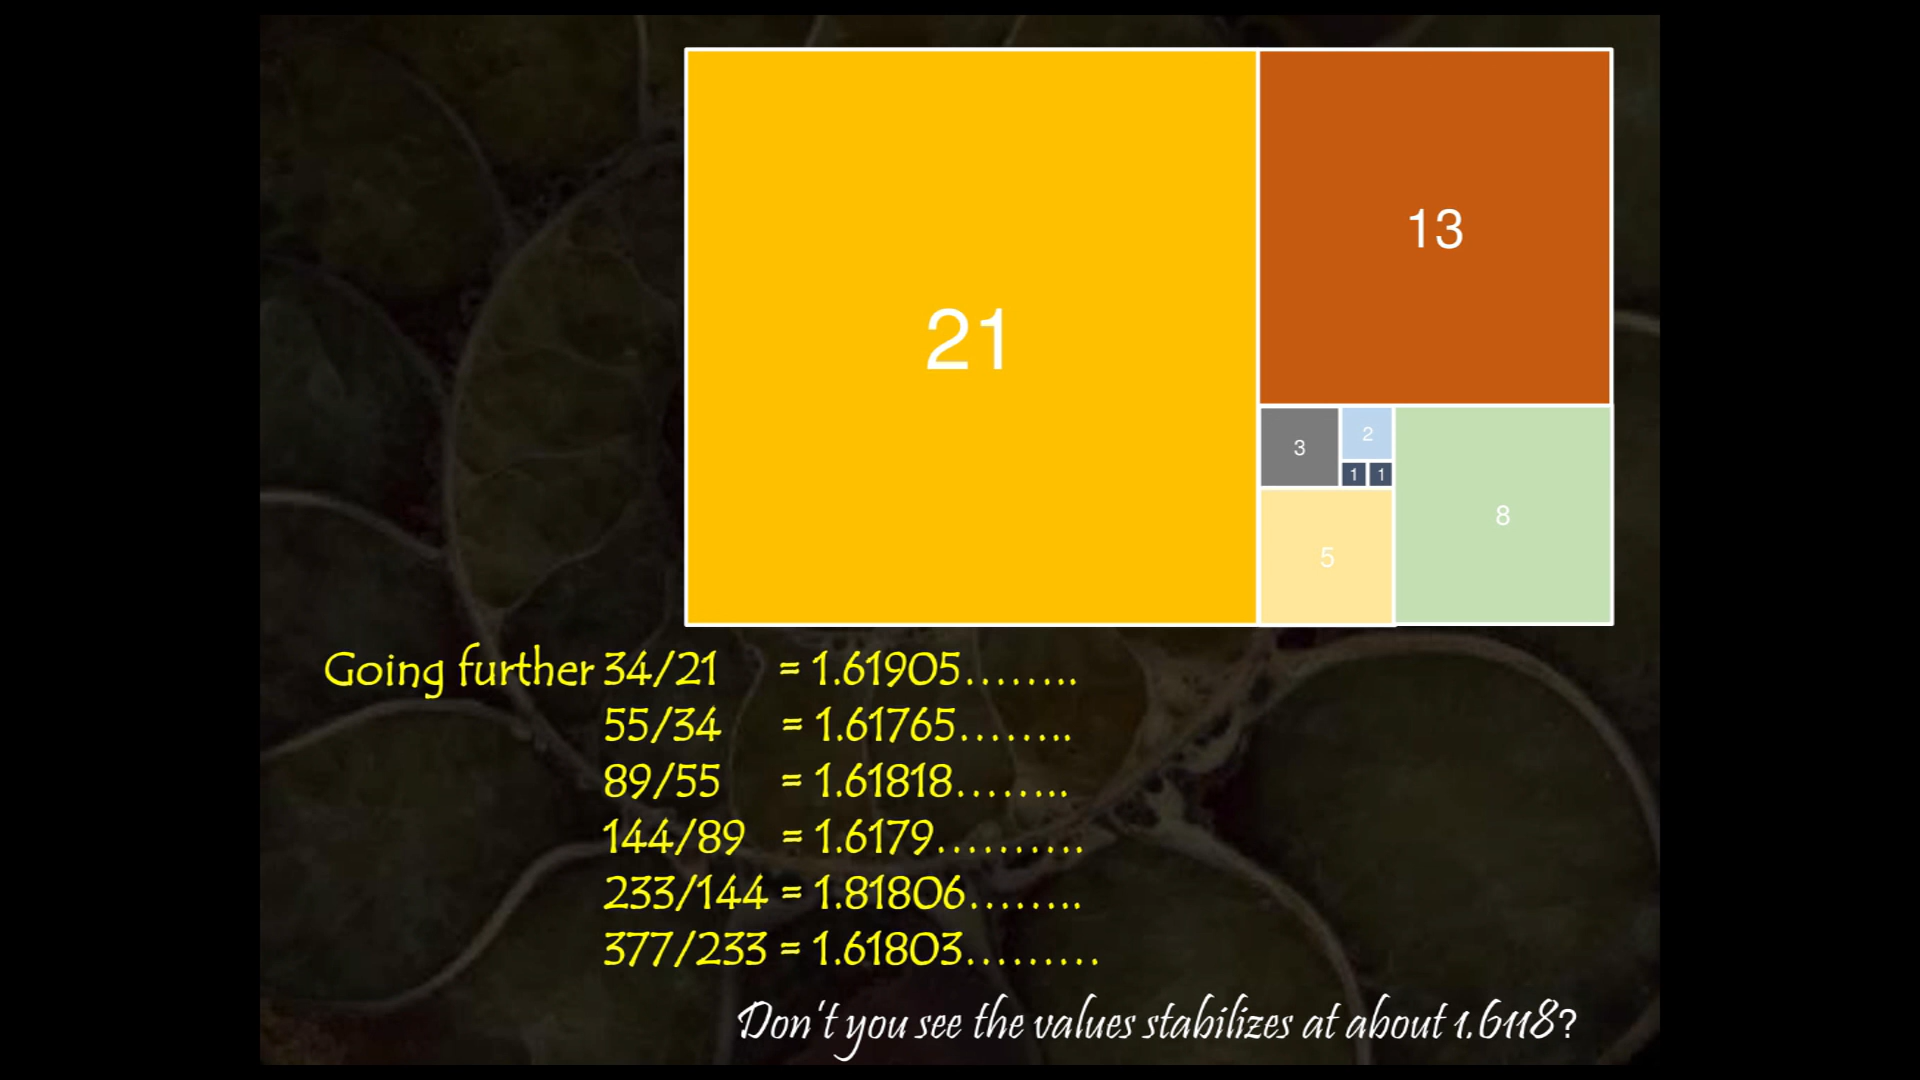 21
13
3
2
1 1
8
5
Going further 34/21 = 1.61905........
55/34 = 1.61765........
89/55 = 1.61818........
144/89 = 1.6179..........
233/144 = 1.81806........
377/233 = 1.61803.........
Don't you see the values stabilizes at about 1.6118?